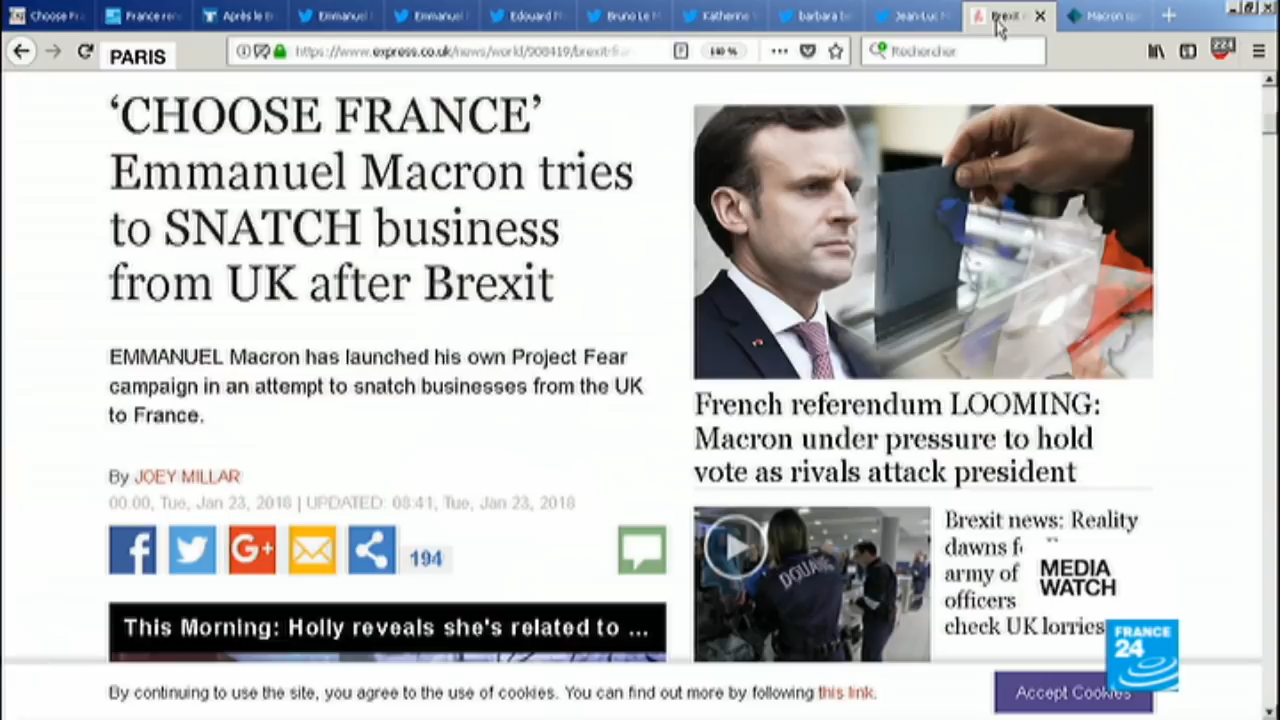 Choose Fr
France ren
Après le B
Emmanuel
Emmanuel
Edouard
Bruno Le M
Katherine
barbara b
Jean-Luc
Brexit
Macron
PARIS
https://www.express.co.uk/news/world/908419/brexit-
140 %
Rechercher
224
‘CHOOSE FRANCE’
Emmanuel Macron tries
to SNATCH business
from UK after Brexit
EMMANUEL Macron has launched his own Project Fear
campaign in an attempt to snatch businesses from the UK
to France.
By JOEY MILLAR
00:00, Tue, Jan 23, 2018 | UPDATED: 08:41, Tue, Jan 23, 2018
f
G+
194
This Morning: Holly reveals she's related to ...
French referendum LOOMING:
Macron under pressure to hold
vote as rivals attack president
DOUANE
Brexit news: Reality
dawns f
army of
officers
check UK lorries
MEDIA
WATCH
FRANCE
24
By continuing to use the site, you agree to the use of cookies. You can find out more by following this link.
Accept Cookies